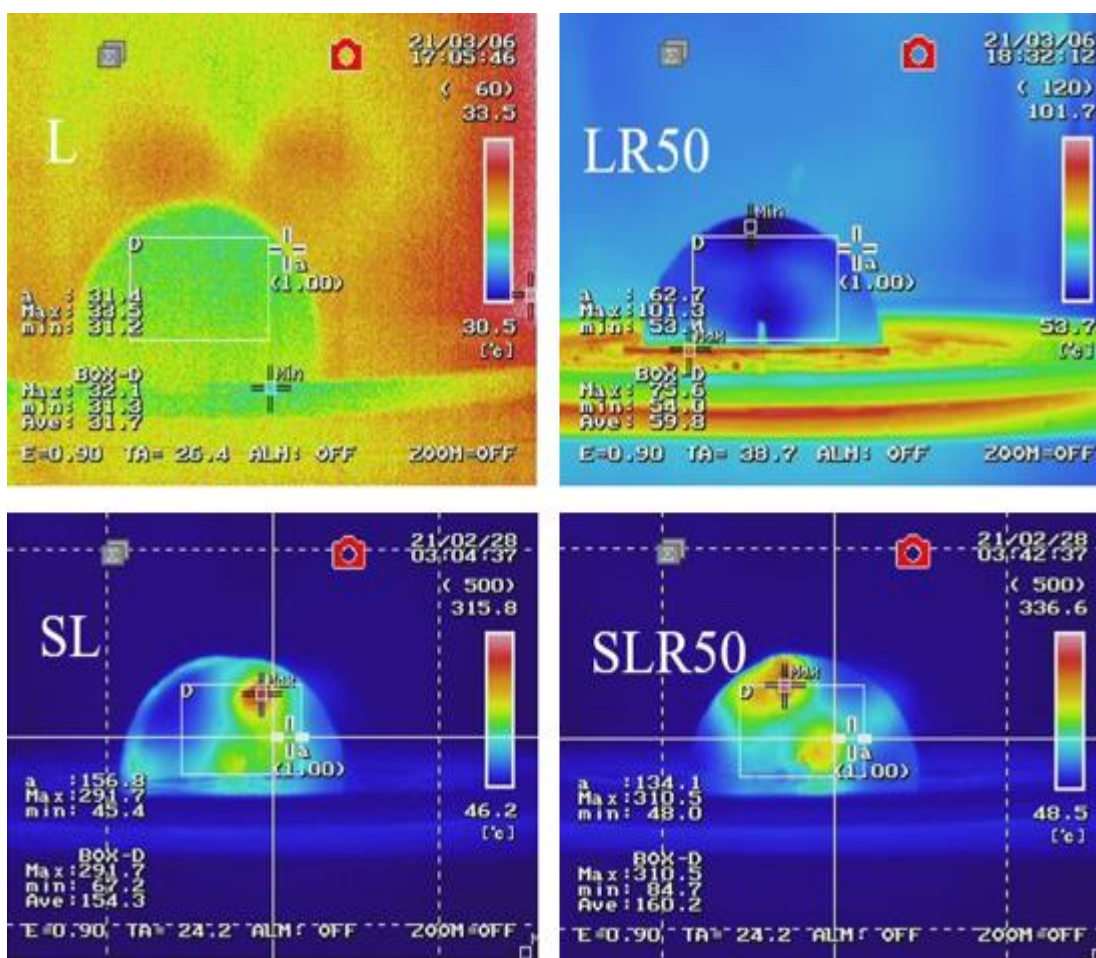 21/03/06
17:05:46
( 60)
33.5
L
D
a
(1.00)
a : 31.4
Max: 33.5
min: 31.2
30.5
[℃]
BOX-D
Max: 32.1
min: 31.3
Ave: 31.7
Min
E=0.90 TA= 26.4 ALM: OFF ZOOM=OFF
21/03/06
18:32:12
( 120)
101.7
LR50
Min
D
a
(1.00)
a : 62.7
Max:101.3
min: 53.
Max
53.7
[℃]
BOX-D
Max: 75.6
min: 54.0
Ave: 59.8
E=0.90 TA= 38.7 ALM: OFF ZOOM=OFF
21/02/28
03:04:37
( 500)
315.8
SL
D
Max
a
(1.00)
a :156.8
Max:291.7
min: 45.4
46.2
[℃]
BOX-D
Max:291.7
min: 67.2
Ave:154.3
E=0.90 TA= 24.2 ALM: OFF ZOOM=OFF
21/02/28
03:42:37
( 500)
336.6
SLR50
D
Max
a
(1.00)
a :134.1
Max:310.5
min: 48.0
48.5
[℃]
BOX-D
Max:310.5
min: 84.7
Ave:160.2
E=0.90 TA= 24.2 ALM: OFF ZOOM=OFF